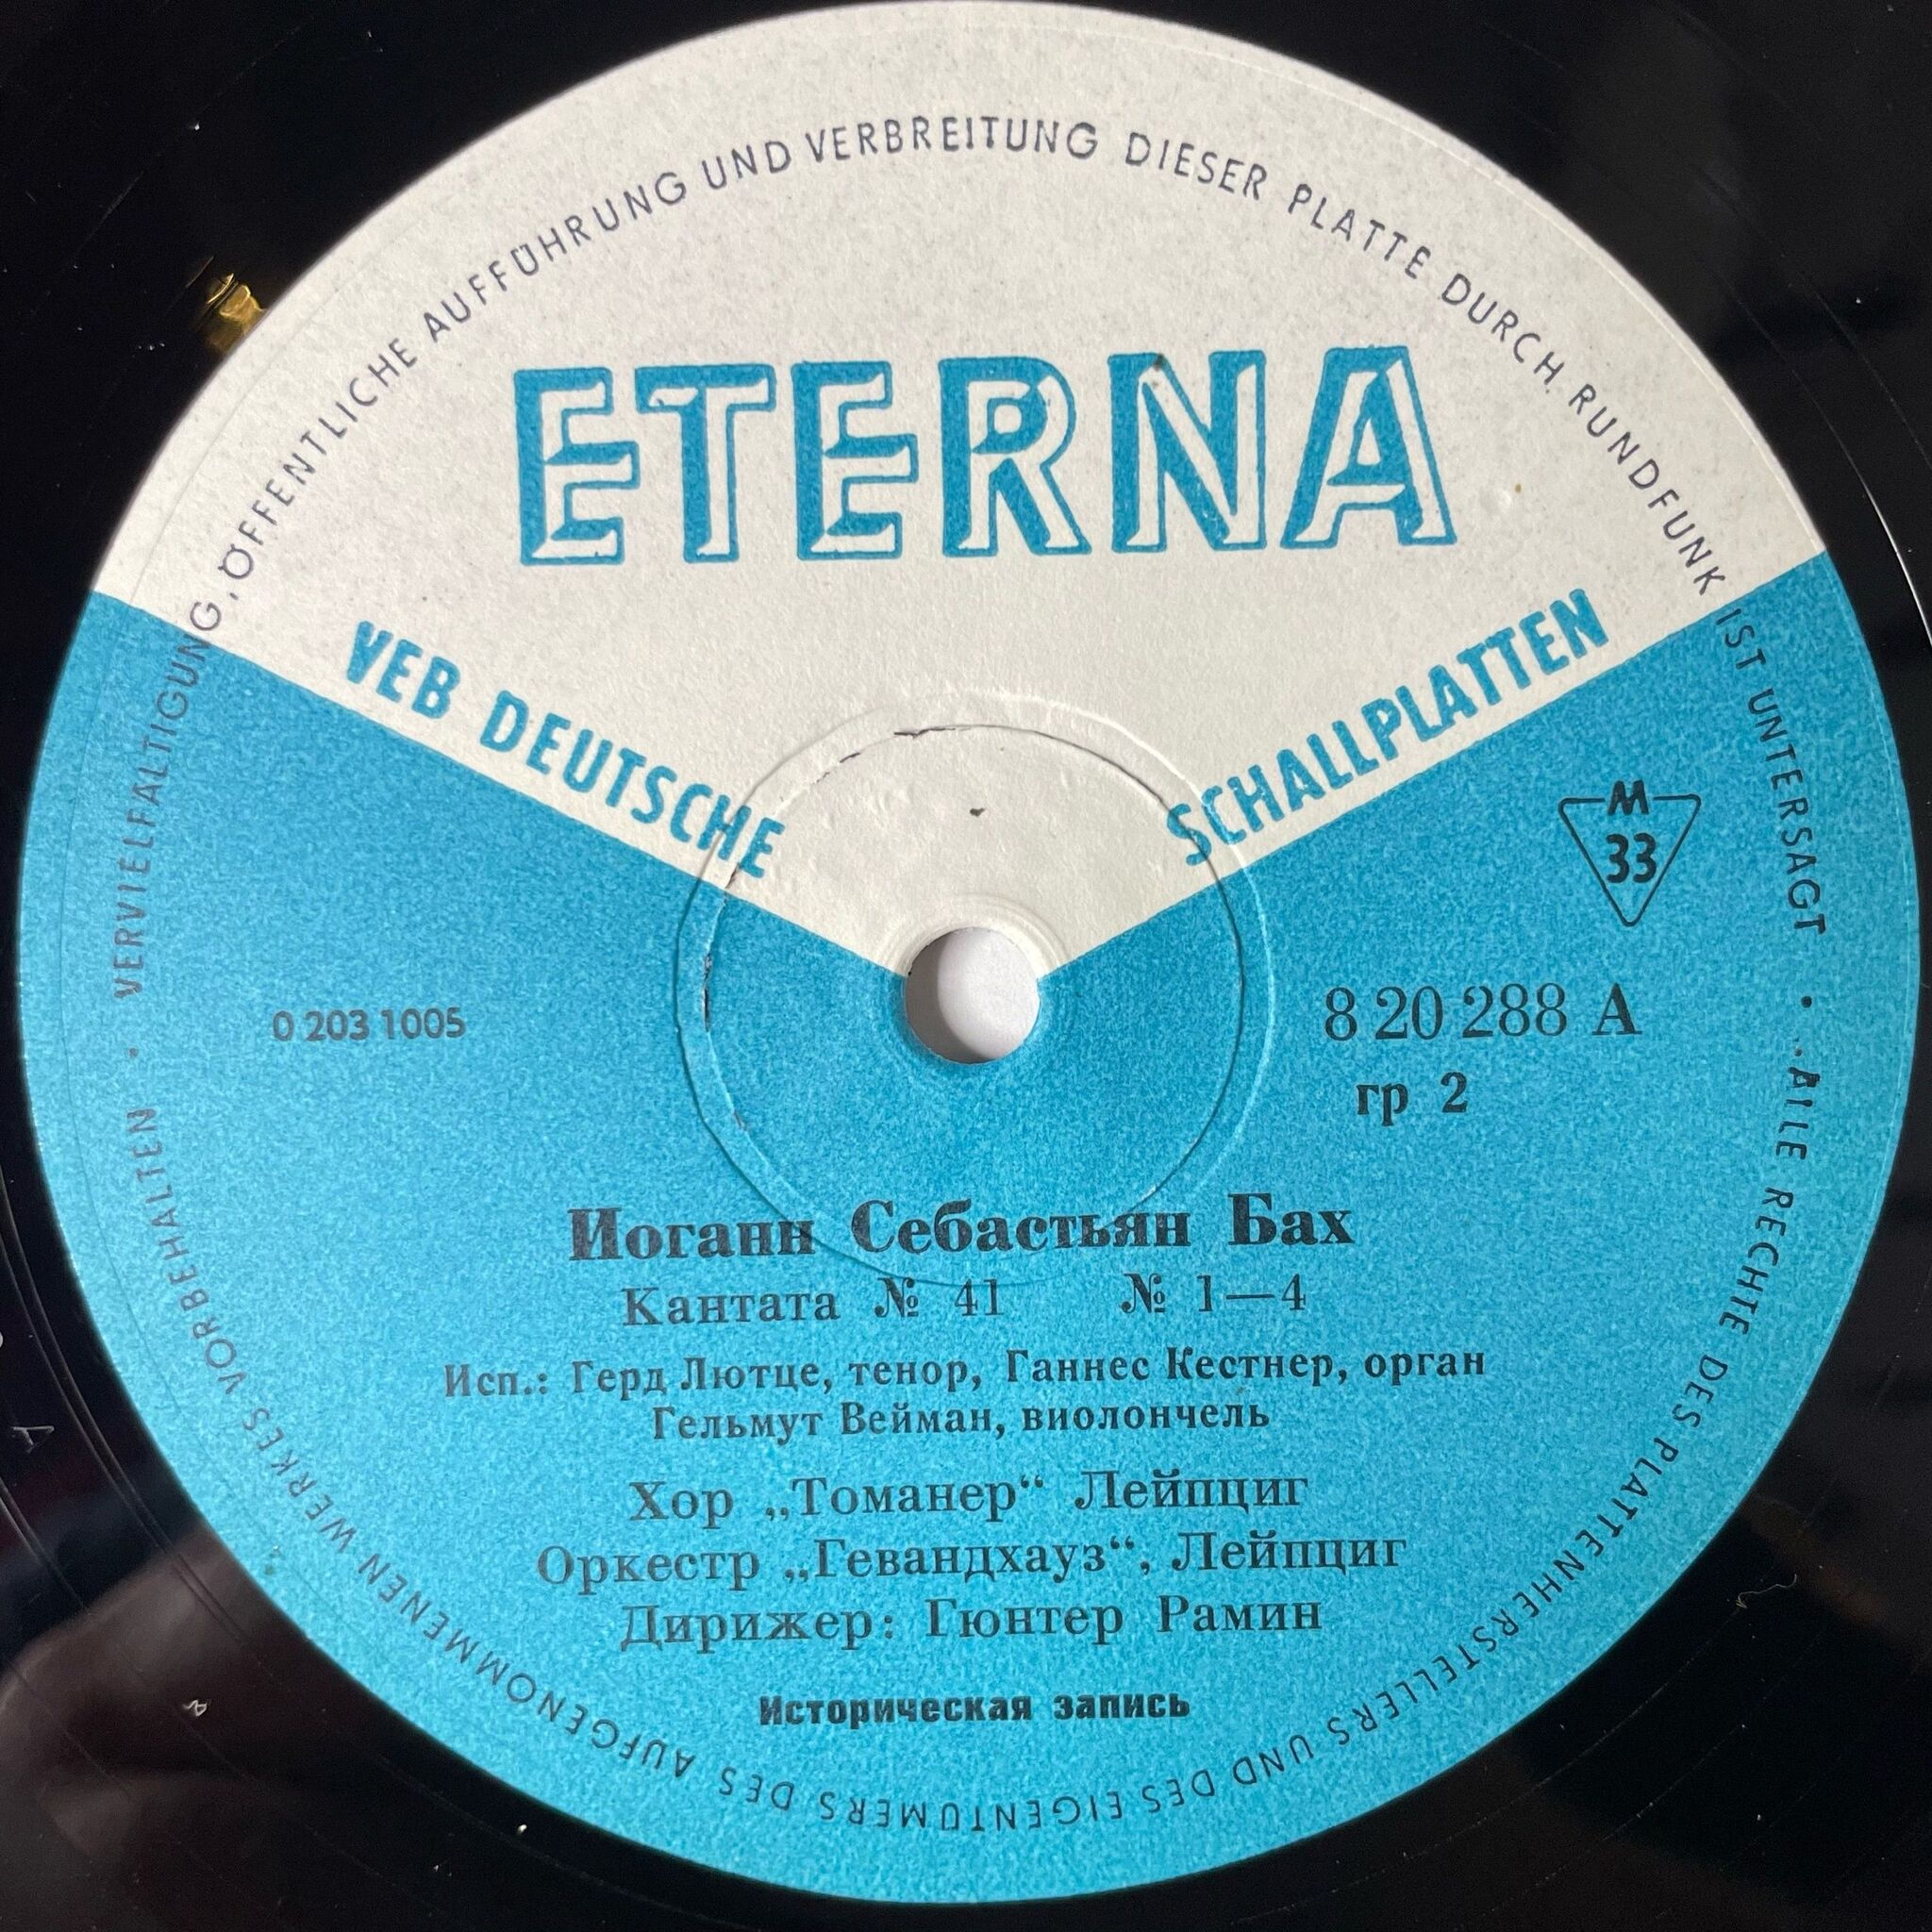 VERVIELFÄLTIGUNG, ÖFFENTLICHE AUFFÜHRUNG UND VERBREITUNG DIESER PLATTE DURCH RUNDFUNK IST UNTERSAGT •
ALLE RECHTE DES PLATTENHERSTELLERS UND DES EIGENTÜMERS DES AUFGENOMMENEN WERKES VORBEHALTEN •
ETERNA
VEB DEUTSCHE SCHALLPLATTEN
M
33
0 203 1005
8 20 288 A
гр 2
Иоганн Себастьян Бах
Кантата № 41 № 1—4
Исп.: Герд Лютце, тенор, Ганнес Кестнер, орган
Гельмут Вейман, виолончель
Хор „Томанер“ Лейпциг
Оркестр „Гевандхауз“, Лейпциг
Дирижер: Гюнтер Рамин
Историческая запись
A